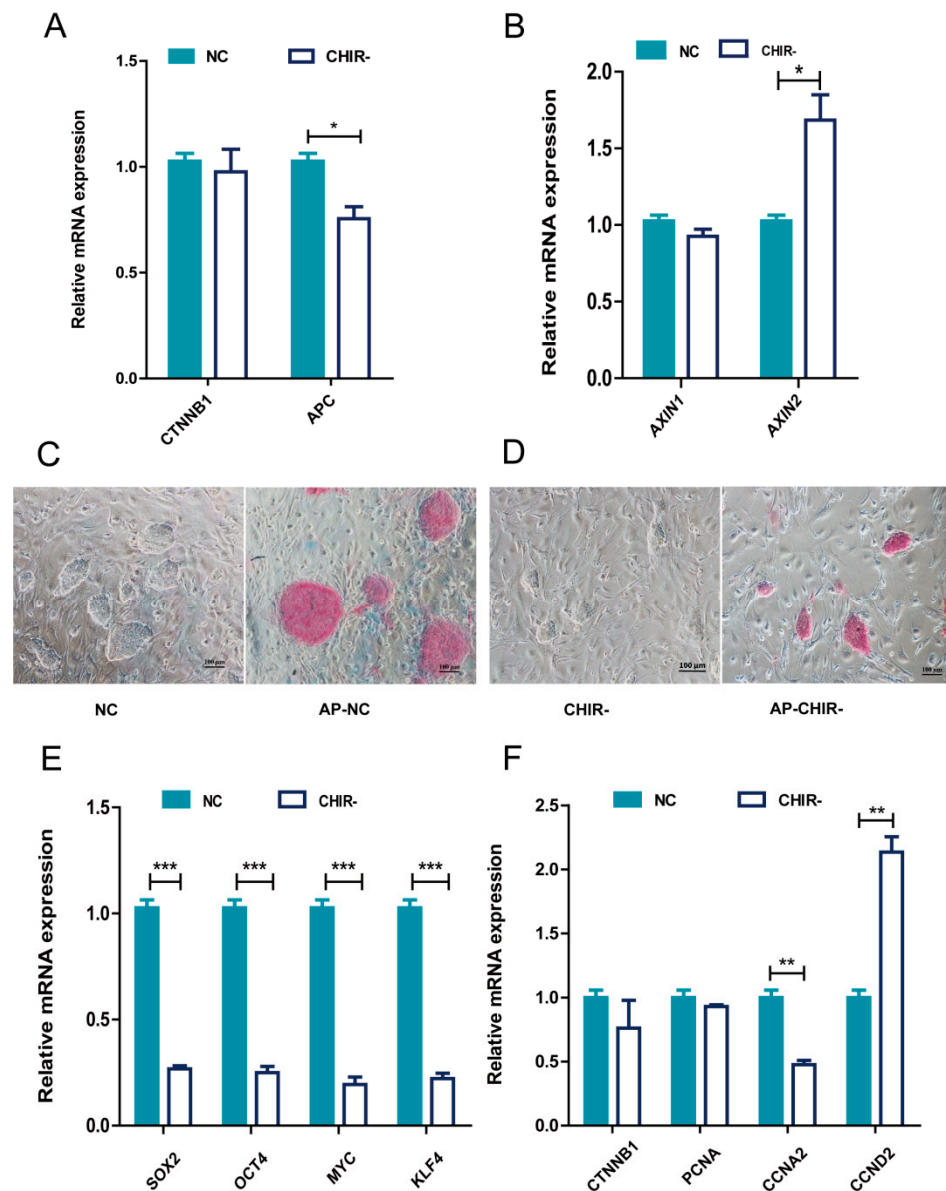 A
NC CHIR-
Relative mRNA expression
1.5
1.0
0.5
0.0
*
CTNNB1 APC
B
NC CHIR-
Relative mRNA expression
2.0
1.5
1.0
0.5
0.0
*
AXIN1 AXIN2
C
100 μm
100 μm
NC AP-NC
D
100 μm
100 μm
CHIR- AP-CHIR-
E
NC CHIR-
Relative mRNA expression
1.5
1.0
0.5
0.0
*** *** *** ***
SOX2 OCT4 MYC KLF4
F
NC CHIR-
Relative mRNA expression
2.5
2.0
1.5
1.0
0.5
0.0
** **
CTNNB1 PCNA CCNA2 CCND2